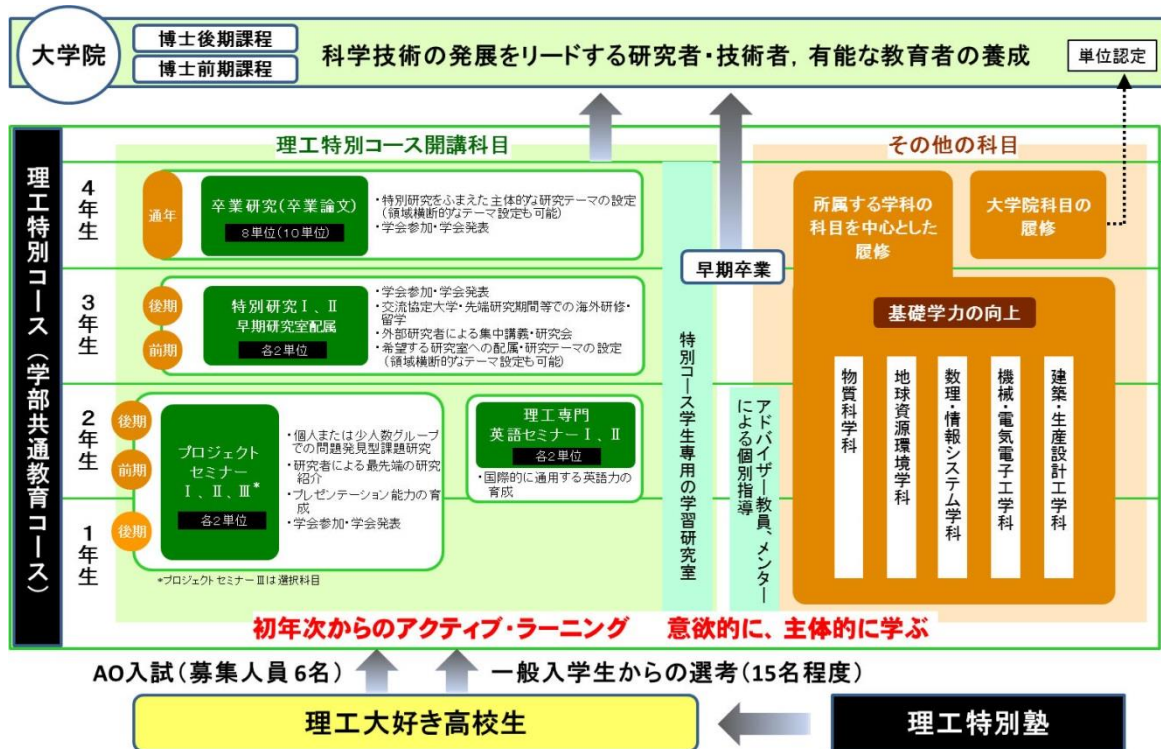 大学院
博士後期課程
博士前期課程
科学技術の発展をリードする研究者・技術者，有能な教育者の養成
単位認定
理工特別コース（学部共通教育コース）
理工特別コース開講科目
その他の科目
4年生
通年
卒業研究(卒業論文)
8単位(10単位)
・特別研究をふまえた主体的な研究テーマの設定
(領域横断的なテーマ設定も可能)
・学会参加・学会発表
所属する学科の
科目を中心とした
履修
大学院科目の
履修
早期卒業
3年生
後期
前期
特別研究Ⅰ、Ⅱ
早期研究室配属
各2単位
・学会参加・学会発表
・交流協定大学・先端研究期間等での海外研修・
留学
・外部研究者による集中講義・研究会
・希望する研究室への配属・研究テーマの設定
(領域横断的なテーマ設定も可能)
基礎学力の向上
物質科学科
地球資源環境学科
数理・情報システム学科
機械・電気電子工学科
建築・生産設計工学科
特別コース学生専用の学習研究室
アドバイザー教員、メンター
による個別指導
2年生
後期
前期
1年生
後期
プロジェクト
セミナー
Ⅰ、Ⅱ、Ⅲ*
各2単位
・個人または少人数グループ
での問題発見型課題研究
・研究者による最先端の研究
紹介
・プレゼンテーション能力の育
成
・学会参加・学会発表
理工専門
英語セミナーⅠ、Ⅱ
各2単位
・国際的に通用する英語力の
育成
*プロジェクトセミナーⅢは選択科目
初年次からのアクティブ・ラーニング 意欲的に、主体的に学ぶ
AO入試(募集人員 6名)
一般入学生からの選考(15名程度)
理工大好き高校生
理工特別塾